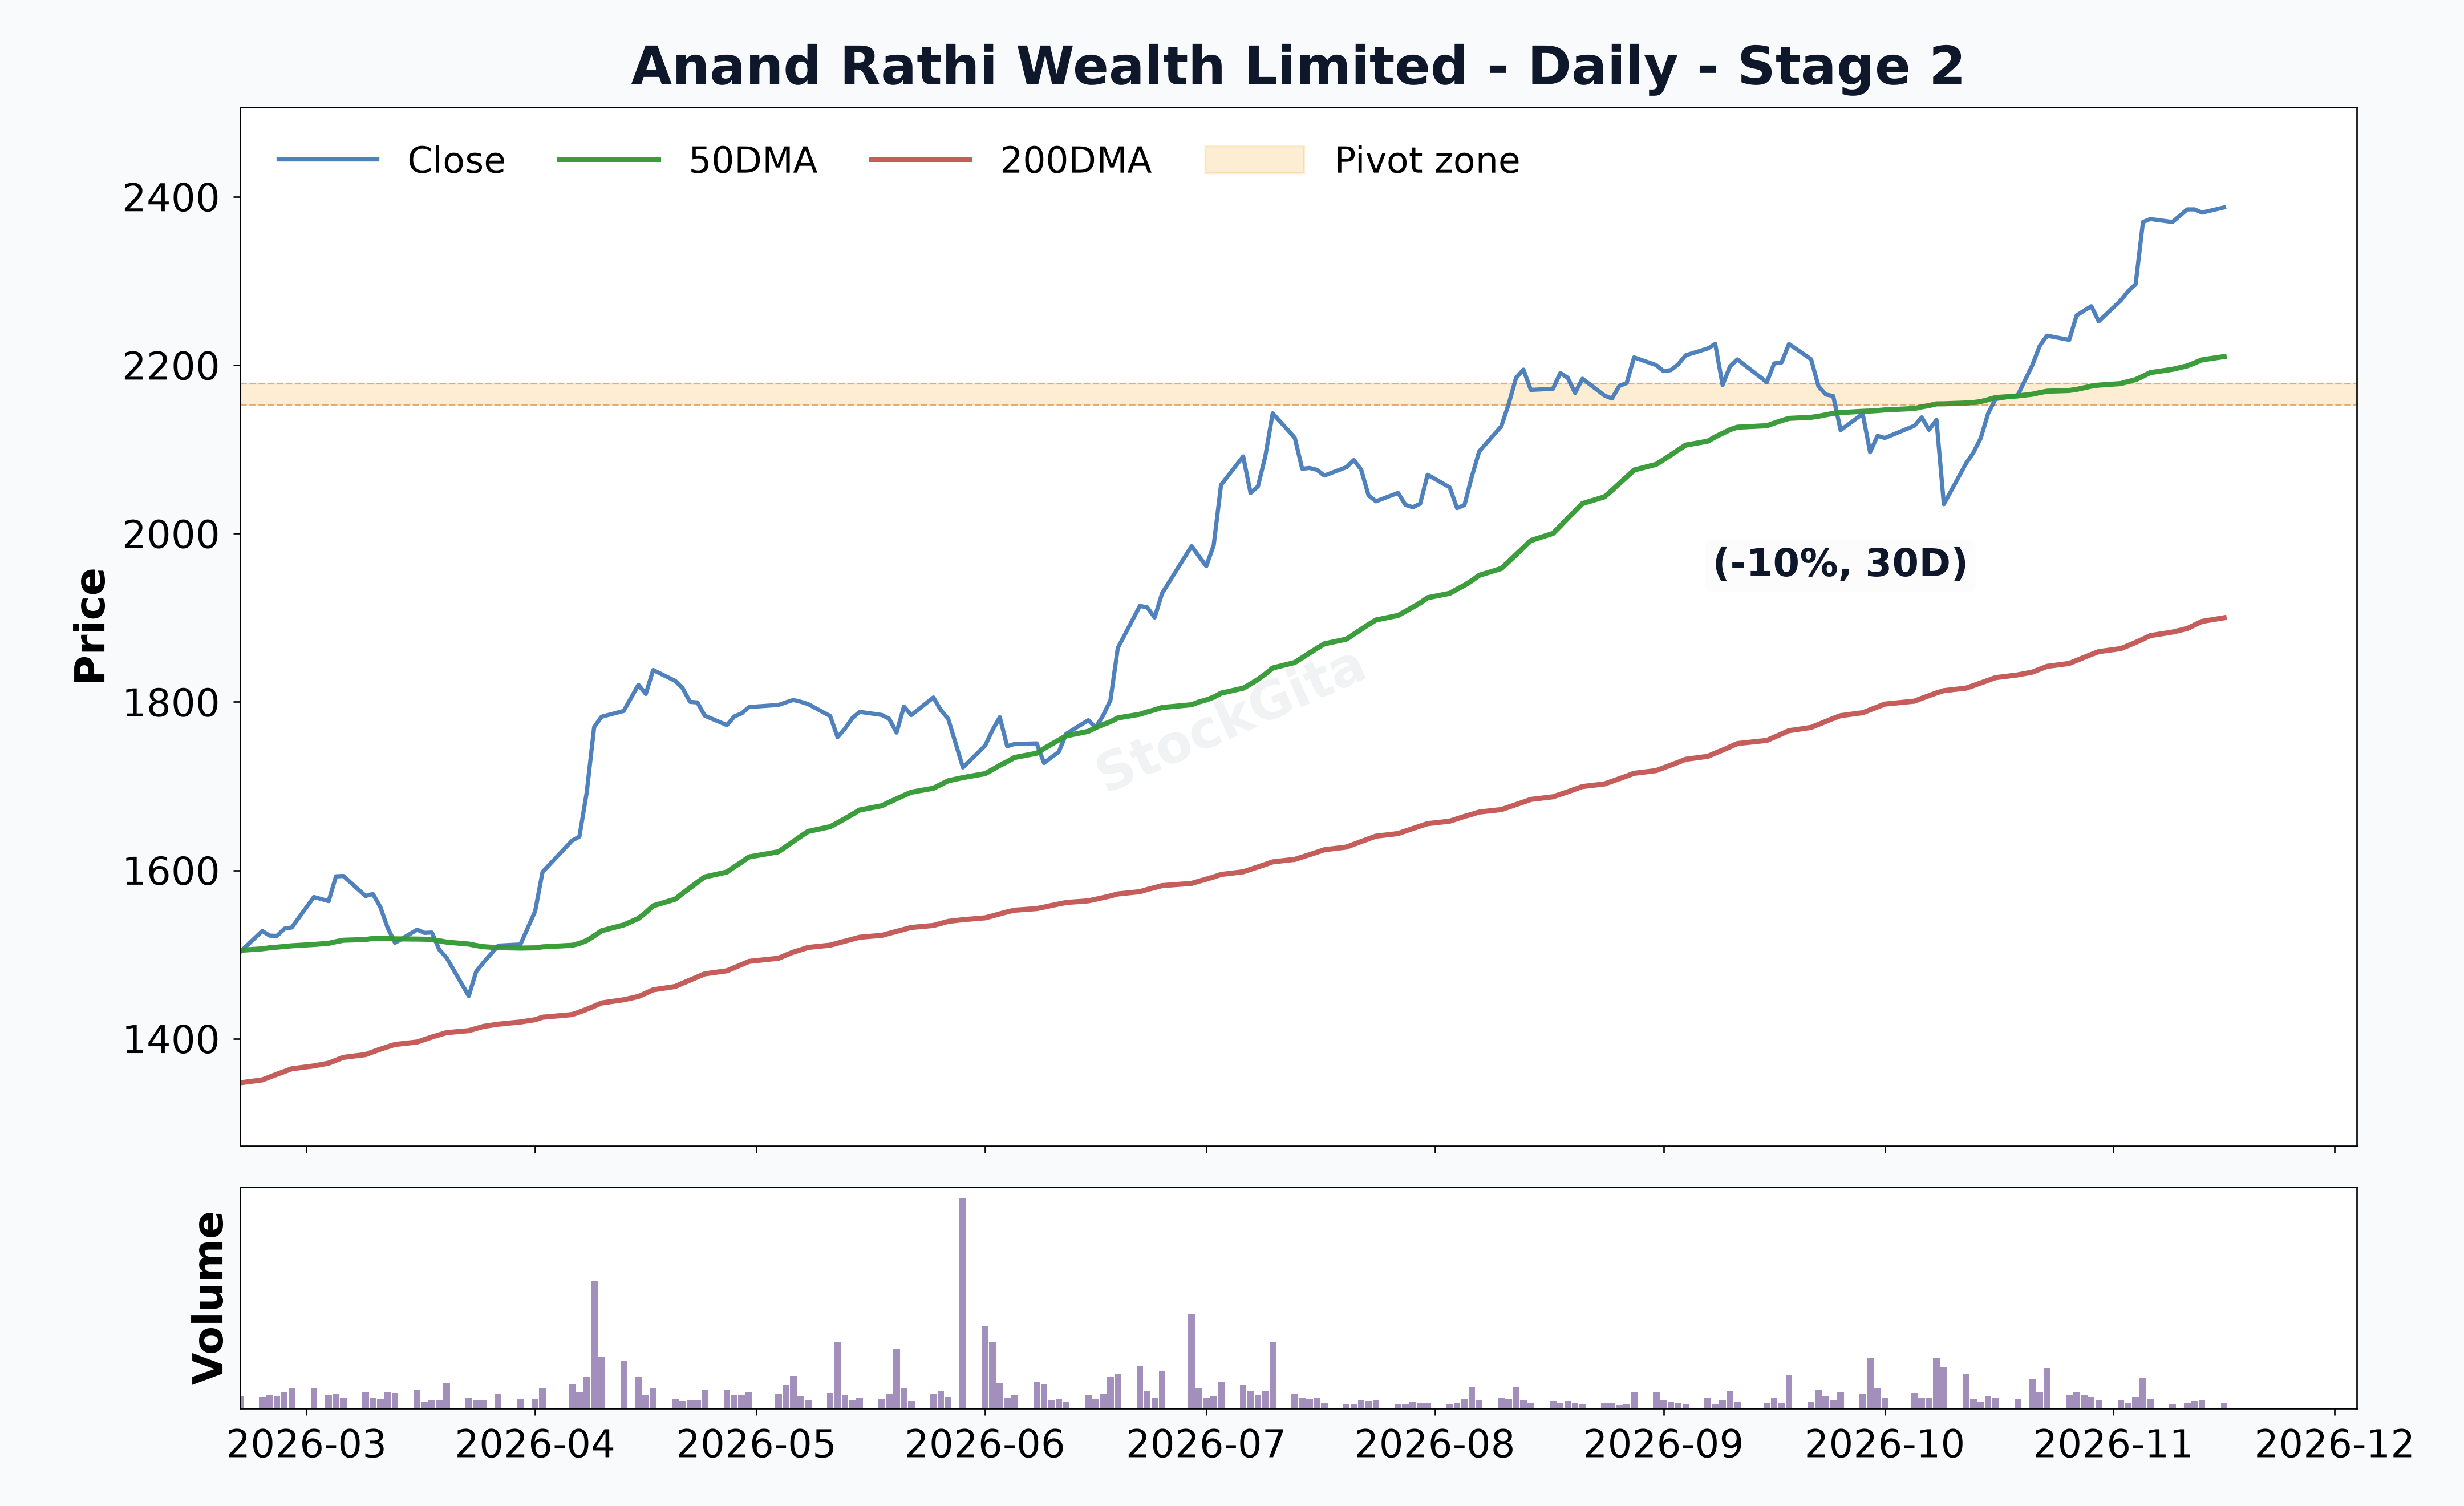 Anand Rathi Wealth Limited - Daily - Stage 2
Close 50DMA 200DMA Pivot zone
2400
2200
2000
1800
1600
1400
Price
(-10%, 30D)
StockGita
Volume
2026-03 2026-04 2026-05 2026-06 2026-07 2026-08 2026-09 2026-10 2026-11 2026-12